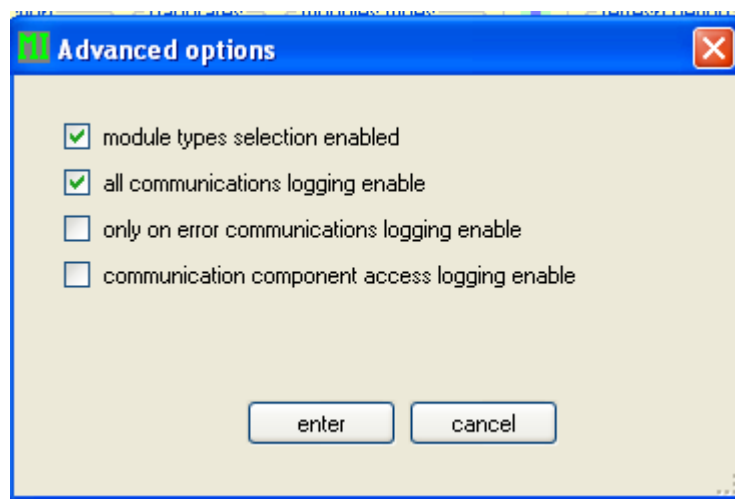 MI Advanced options
module types selection enabled
all communications logging enable
only on error communications logging enable
communication component access logging enable
enter cancel